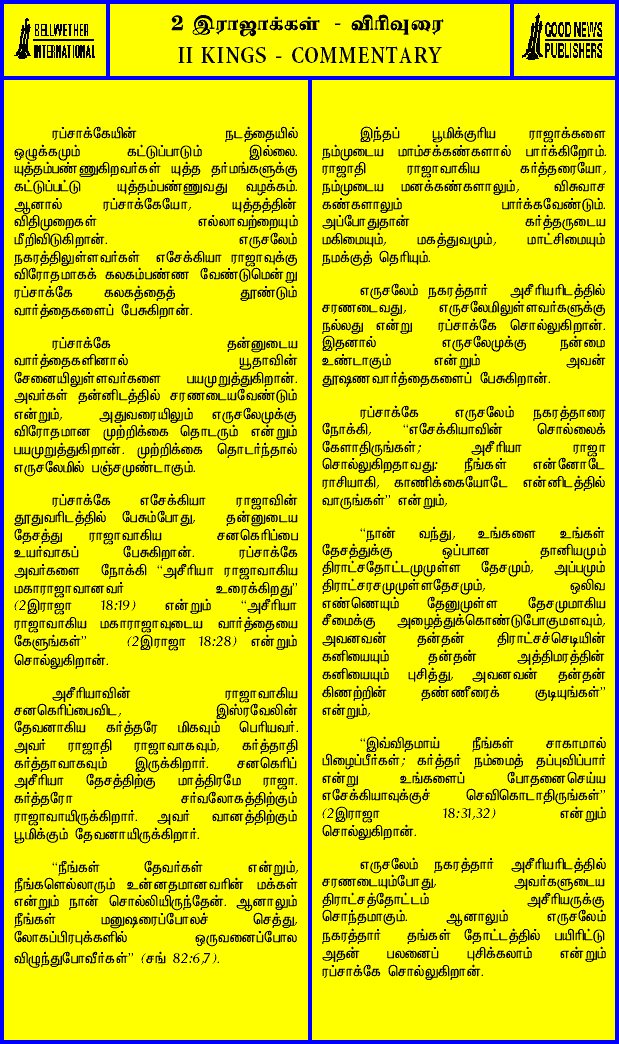 BELLWETHER
INTERNATIONAL
2 இராஜாக்கள் - விரிவுரை
II KINGS - COMMENTARY
GOOD NEWS
PUBLISHERS
ரப்சாக்கேயின் நடத்தையில்
ஒழுக்கமும் கட்டுப்பாடும் இல்லை.
யுத்தம்பண்ணுகிறவர்கள் யுத்த தர்மங்களுக்கு
கட்டுப்பட்டு யுத்தம்பண்ணுவது வழக்கம்.
ஆனால் ரப்சாக்கேயோ, யுத்தத்தின்
விதிமுறைகள் எல்லாவற்றையும்
மீறிவிடுகிறான். எருசலேம்
நகரத்திலுள்ளவர்கள் எசேக்கியா ராஜாவுக்கு
விரோதமாகக் கலகம்பண்ண வேண்டுமென்று
ரப்சாக்கே கலகத்தைத் தூண்டும்
வார்த்தைகளைப் பேசுகிறான்.
ரப்சாக்கே தன்னுடைய
வார்த்தைகளினால் யூதாவின்
சேனையிலுள்ளவர்களை பயமுறுத்துகிறான்.
அவர்கள் தன்னிடத்தில் சரணடையவேண்டும்
என்றும், அதுவரையிலும் எருசலேமுக்கு
விரோதமான முற்றிக்கை தொடரும் என்றும்
பயமுறுத்துகிறான். முற்றிக்கை தொடர்ந்தால்
எருசலேமில் பஞ்சமுண்டாகும்.
ரப்சாக்கே எசேக்கியா ராஜாவின்
தூதுவரிடத்தில் பேசும்போது, தன்னுடைய
தேசத்து ராஜாவாகிய சனகெரிப்பை
உயர்வாகப் பேசுகிறான். ரப்சாக்கே
அவர்களை நோக்கி “அசீரியா ராஜாவாகிய
மகாராஜாவானவர் உரைக்கிறது”
(2இராஜா 18:19) என்றும் “அசீரியா
ராஜாவாகிய மகாராஜாவுடைய வார்த்தையை
கேளுங்கள்” (2இராஜா 18:28) என்றும்
சொல்லுகிறான்.
அசீரியாவின் ராஜாவாகிய
சனகெரிப்பைவிட, இஸ்ரவேலின்
தேவனாகிய கர்த்தரே மிகவும் பெரியவர்.
அவர் ராஜாதி ராஜாவாகவும், கர்த்தாதி
கர்த்தாவாகவும் இருக்கிறார். சனகெரிப்
அசீரியா தேசத்திற்கு மாத்திரமே ராஜா.
கர்த்தரோ சர்வலோகத்திற்கும்
ராஜாவாயிருக்கிறார். அவர் வானத்திற்கும்
பூமிக்கும் தேவனாயிருக்கிறார்.
“நீங்கள் தேவர்கள் என்றும்,
நீங்களெல்லாரும் உன்னதமானவரின் மக்கள்
என்றும் நான் சொல்லியிருந்தேன். ஆனாலும்
நீங்கள் மனுஷரைப்போலச் செத்து,
லோகப்பிரபுக்களில் ஒருவனைப்போல
விழுந்துபோவீர்கள்” (சங் 82:6,7).
இந்தப் பூமிக்குரிய ராஜாக்களை
நம்முடைய மாம்சக்கண்களால் பார்க்கிறோம்.
ராஜாதி ராஜாவாகிய கர்த்தரையோ,
நம்முடைய மனக்கண்களாலும், விசுவாச
கண்களாலும் பார்க்கவேண்டும்.
அப்போதுதான் கர்த்தருடைய
மகிமையும், மகத்துவமும், மாட்சிமையும்
நமக்குத் தெரியும்.
எருசலேம் நகரத்தார் அசீரியரிடத்தில்
சரணடைவது, எருசலேமிலுள்ளவர்களுக்கு
நல்லது என்று ரப்சாக்கே சொல்லுகிறான்.
இதனால் எருசலேமுக்கு நன்மை
உண்டாகும் என்றும் அவன்
தூஷணவார்த்தைகளைப் பேசுகிறான்.
ரப்சாக்கே எருசலேம் நகரத்தாரை
நோக்கி, “எசேக்கியாவின் சொல்லைக்
கேளாதிருங்கள்; அசீரியா ராஜா
சொல்லுகிறதாவது: நீங்கள் என்னோடே
ராசியாகி, காணிக்கையோடே என்னிடத்தில்
வாருங்கள்” என்றும்,
“நான் வந்து, உங்களை உங்கள்
தேசத்துக்கு ஒப்பான தானியமும்
திராட்சதோட்டமுமுள்ள தேசமும், அப்பமும்
திராட்சரசமுமுள்ளதேசமும், ஒலிவ
எண்ணெயும் தேனுமுள்ள தேசமுமாகிய
சீமைக்கு அழைத்துக்கொண்டுபோகுமளவும்,
அவனவன் தன்தன் திராட்சச்செடியின்
கனியையும் தன்தன் அத்திமரத்தின்
கனியையும் புசித்து, அவனவன் தன்தன்
கிணற்றின் தண்ணீரைக் குடியுங்கள்”
என்றும்,
“இவ்விதமாய் நீங்கள் சாகாமால்
பிழைப்பீர்கள்; கர்த்தர் நம்மைத் தப்புவிப்பார்
என்று உங்களைப் போதனைசெய்ய
எசேக்கியாவுக்குச் செவிகொடாதிருங்கள்”
(2இராஜா 18:31,32) என்றும்
சொல்லுகிறான்.
எருசலேம் நகரத்தார் அசீரியரிடத்தில்
சரணடையும்போது, அவர்களுடைய
திராட்சத்தோட்டம் அசீரியருக்கு
சொந்தமாகும். ஆனாலும் எருசலேம்
நகரத்தார் தங்கள் தோட்டத்தில் பயிரிட்டு
அதன் பலனைப் புசிக்கலாம் என்றும்
ரப்சாக்கே சொல்லுகிறான்.